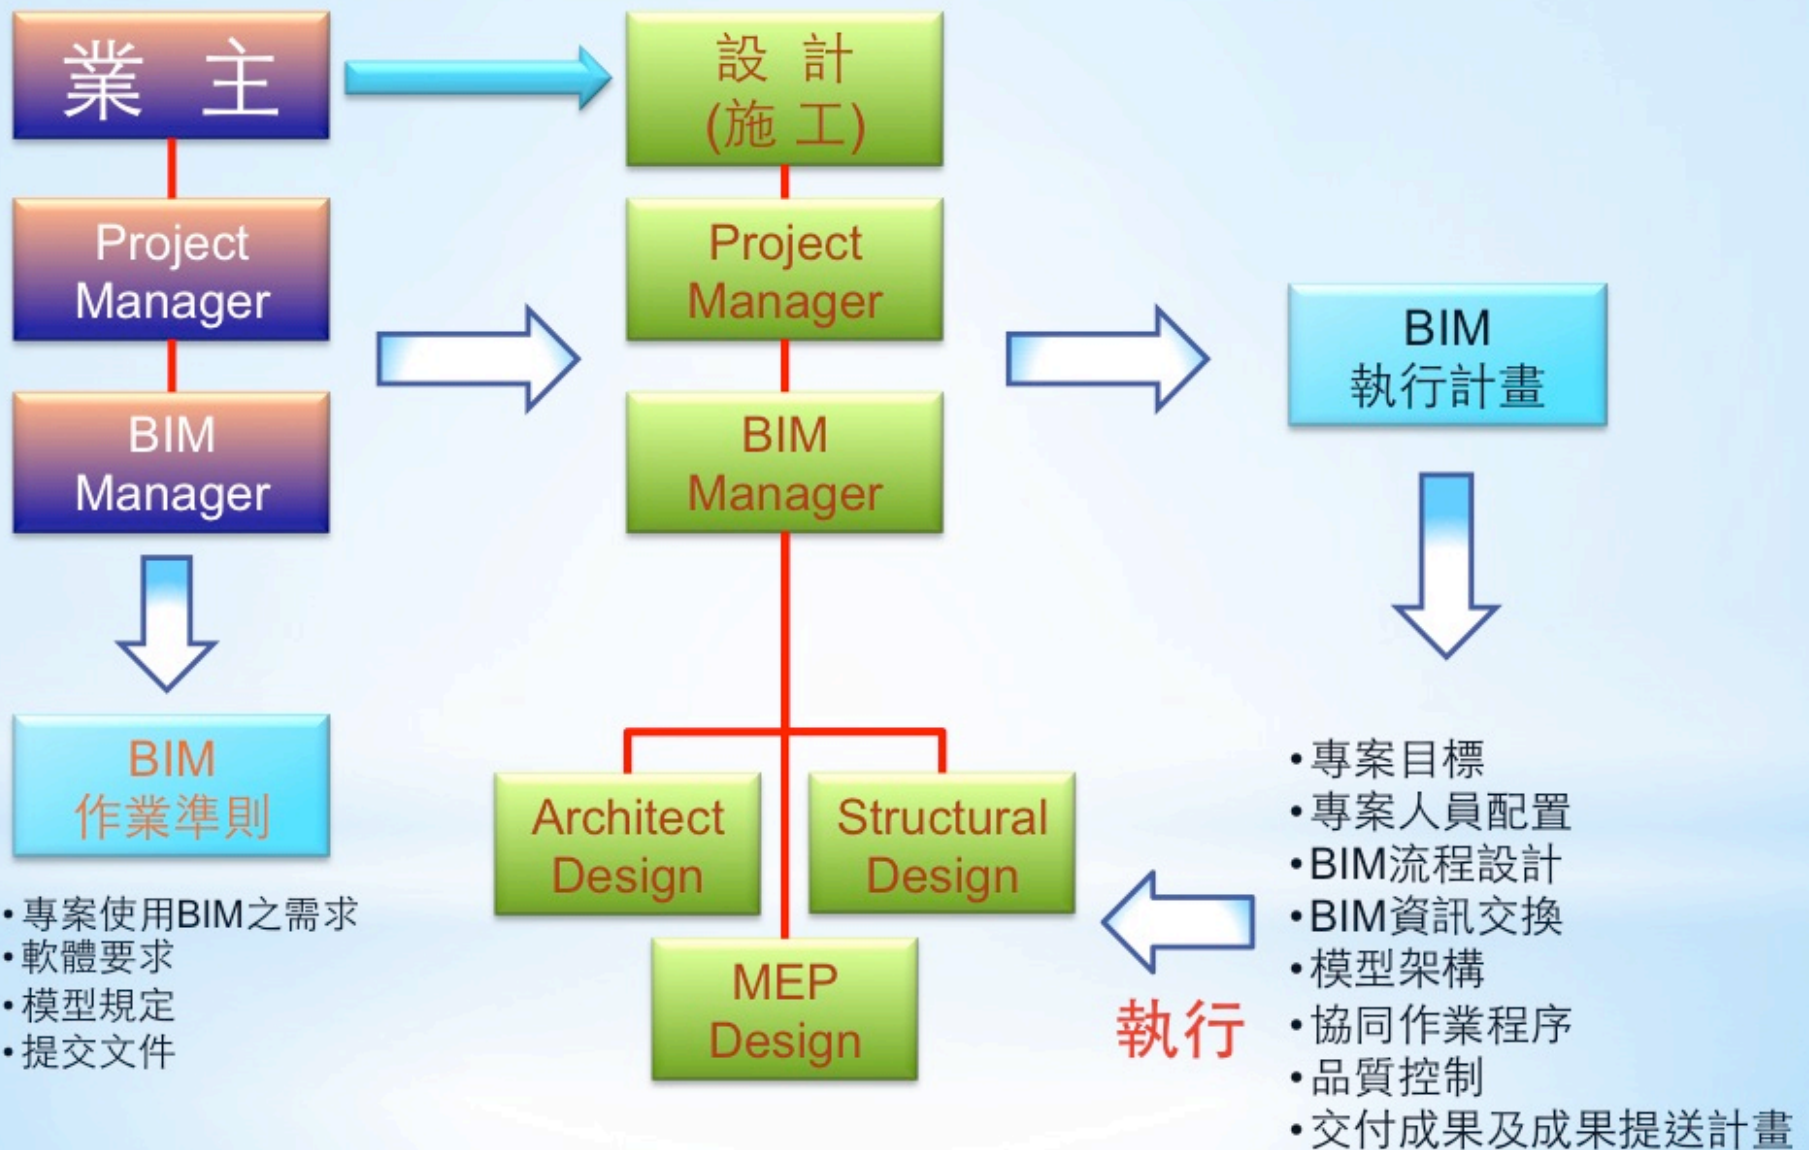 業 主
Project
Manager
BIM
Manager
BIM
作業準則
•專案使用BIM之需求
•軟體要求
•模型規定
•提交文件
設 計
(施 工)
Project
Manager
BIM
Manager
Architect
Design
Structural
Design
MEP
Design
BIM
執行計畫
•專案目標
•專案人員配置
•BIM流程設計
•BIM資訊交換
•模型架構
•協同作業程序
•品質控制
•交付成果及成果提送計畫
執行